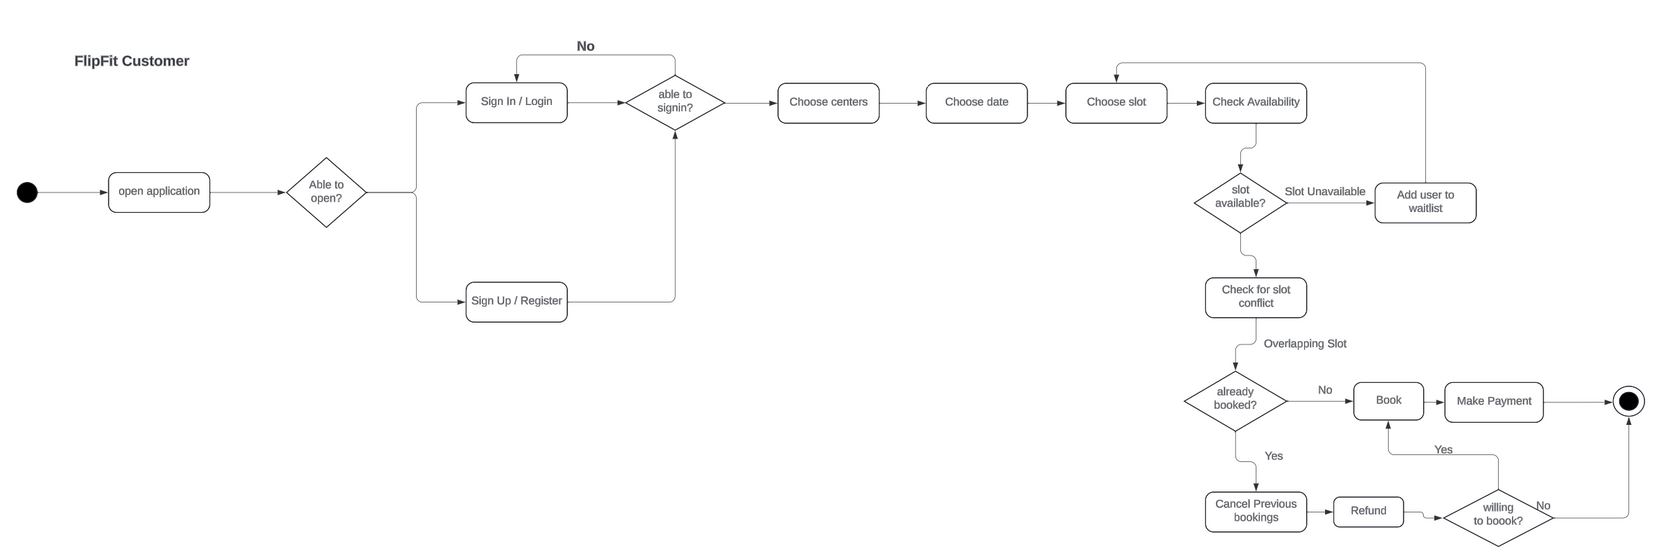 No
FlipFit Customer
Sign In / Login
able to
signin?
Choose centers
Choose date
Choose slot
Check Availability
open application
Able to
open?
slot
available?
Slot Unavailable
Add user to
waitlist
Sign Up / Register
Check for slot
conflict
Overlapping Slot
already
booked?
No
Book
Make Payment
Yes
Yes
Cancel Previous
bookings
Refund
willing
to boook?
No